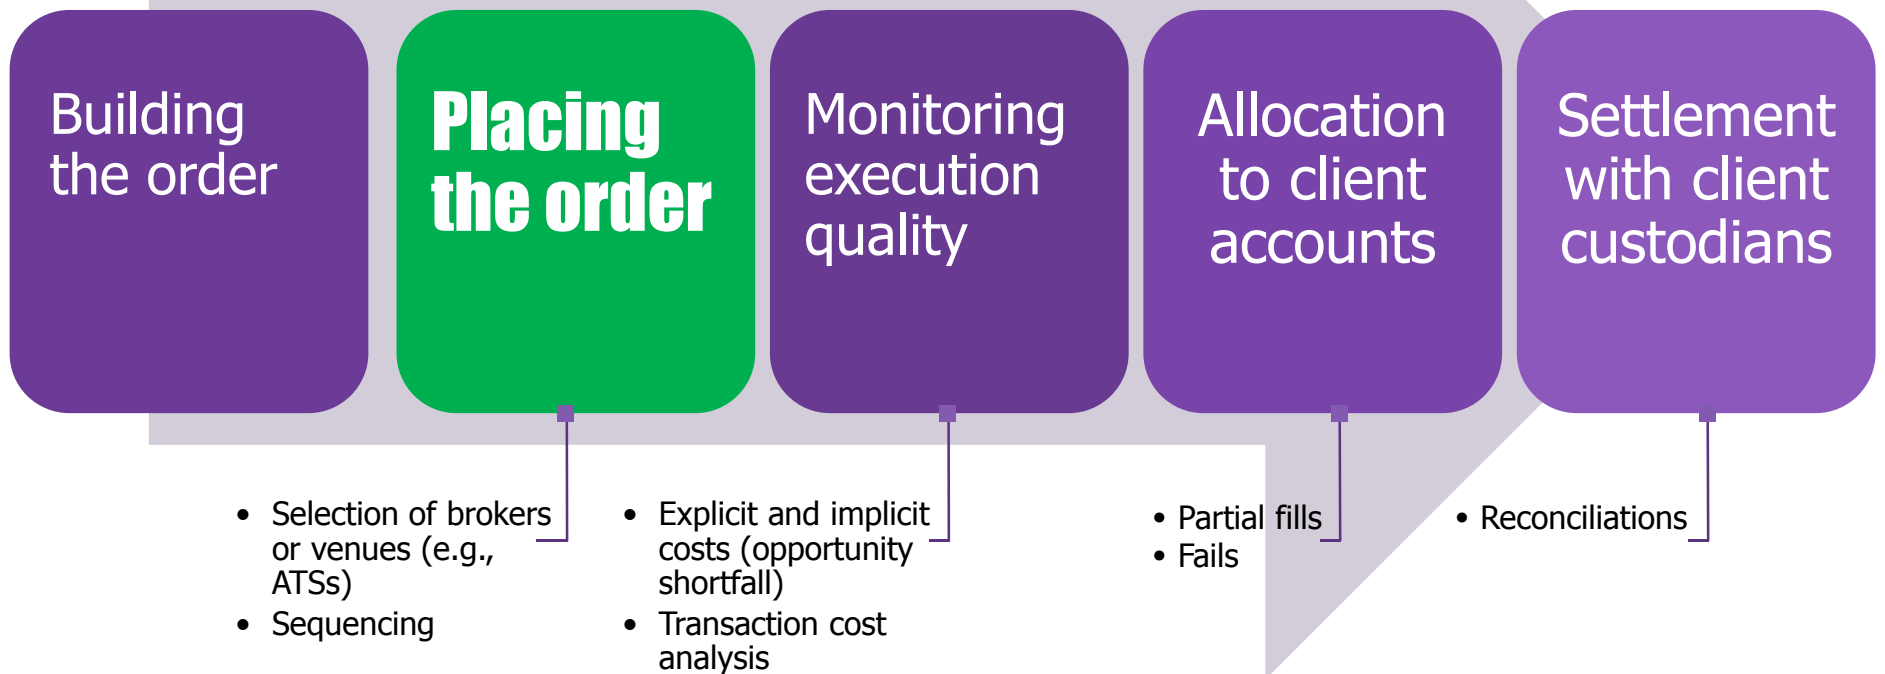 Building
the order
Placing
the order
Monitoring
execution
quality
Allocation
to client
accounts
Settlement
with client
custodians
• Selection of brokers
or venues (e.g.,
ATSs)
• Sequencing
• Explicit and implicit
costs (opportunity
shortfall)
• Transaction cost
analysis
• Partial fills
• Fails
• Reconciliations